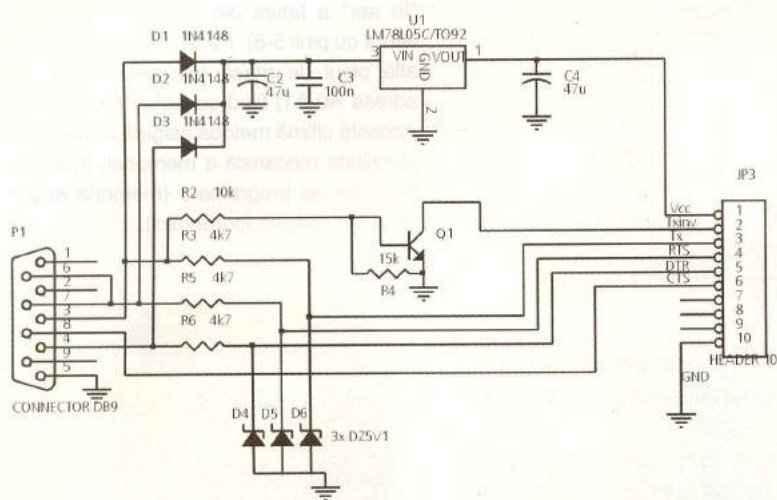 U1
D1 1N4148
LM78L05C/TO92
3 VIN VOUT 1
GND
2
D2 1N4148
C2
47u
C3
100n
C4
47u
D3 1N4148
JP3
R2 10k
Vcc 1
Txinv 2
Tx 3
RTS 4
DTR 5
CTS 6
7
8
9
10
HEADER 10
GND
R3 4k7
Q1
15k
R4
P1
1
6
2
7
3
8
4
9
5
R5 4k7
R6 4k7
CONNECTOR DB9
D4 D5 D6
3x DZ5V1